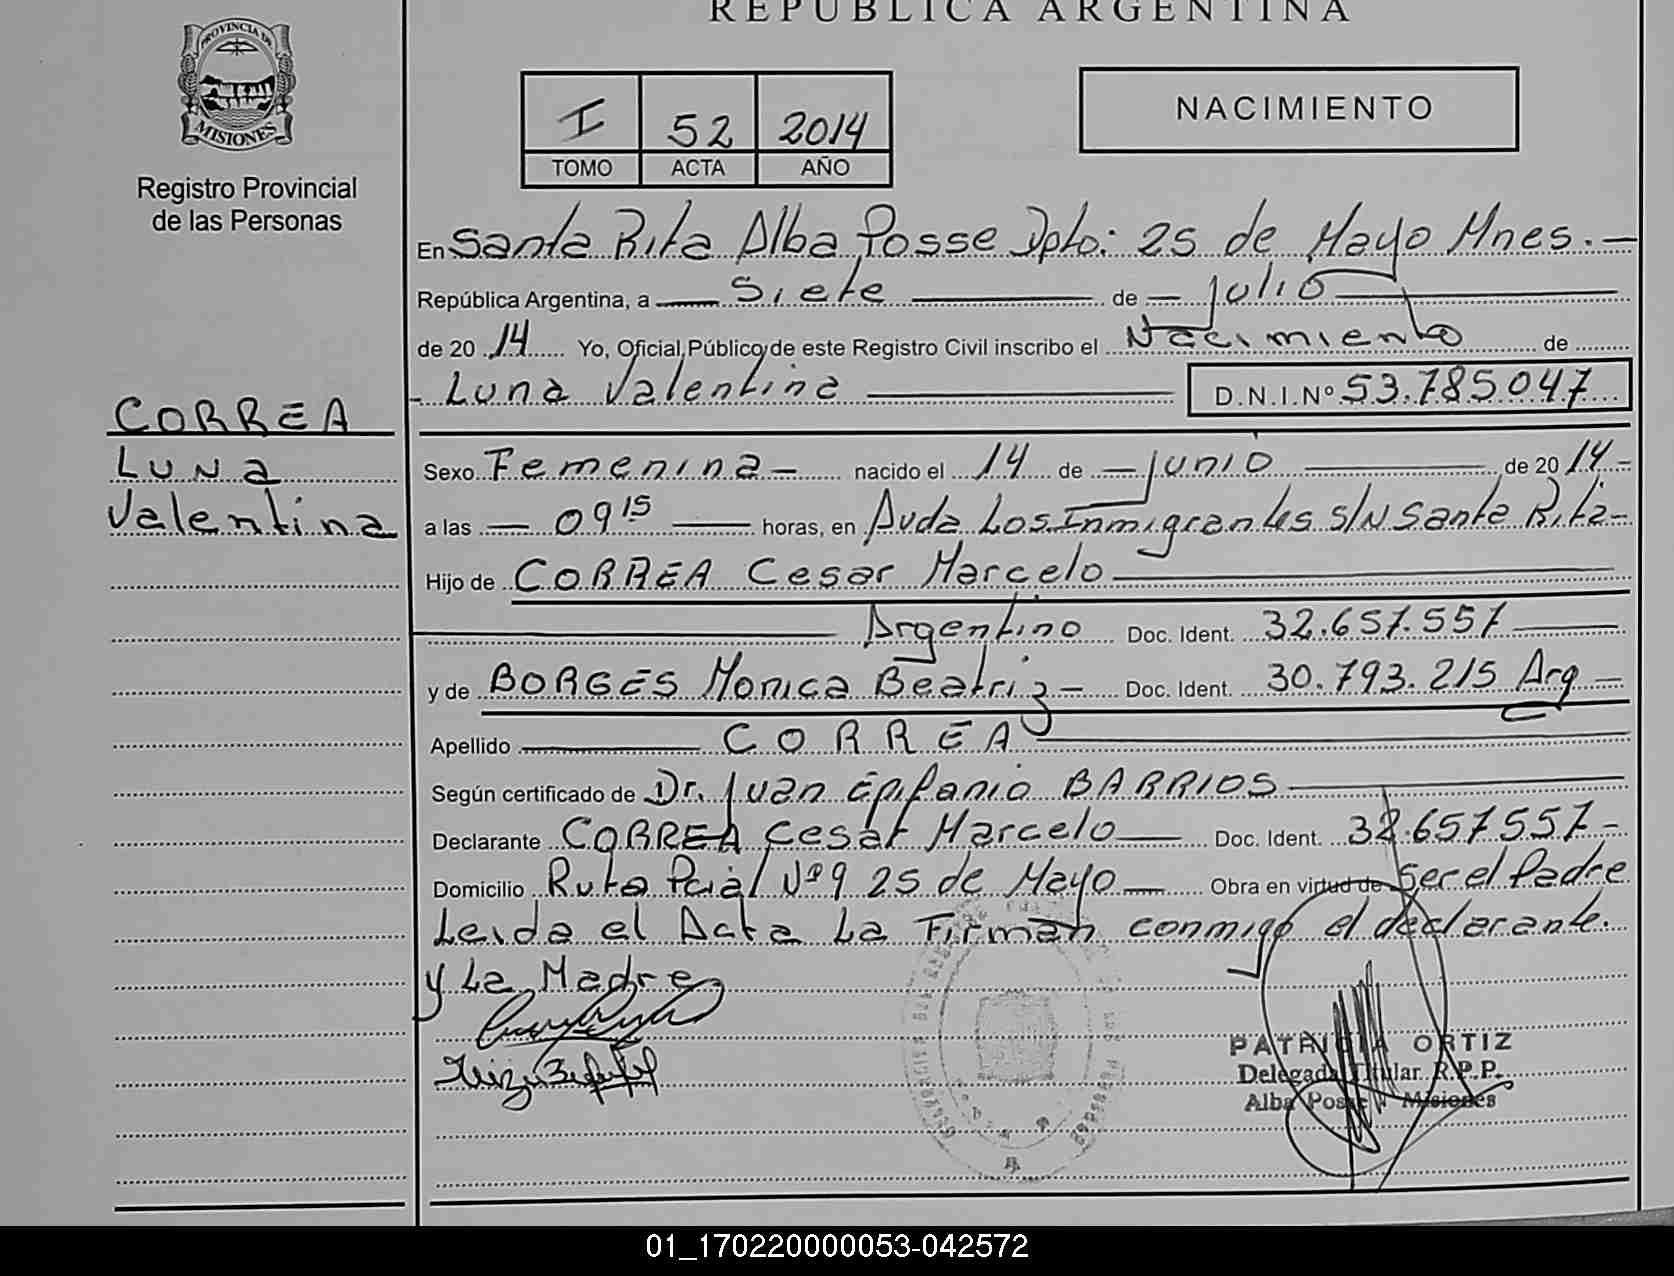 REPÚBLICA ARGENTINA
PROVINCIA DE
MISIONES
Registro Provincial
de las Personas
I 52 2014
TOMO ACTA AÑO
NACIMIENTO
En Santa Rita Alba Posse Dpto: 25 de Mayo Mnes.-
República Argentina, a Siete de julio
de 2014 Yo, Oficial Público de este Registro Civil inscribo el Nacimiento de
Luna Valentina D.N.I.Nº 53.785.047
CORREA
Luna
Valentina
Sexo Femenina - nacido el 14 de junio de 2014 -
a las 09 15 horas, en Avda Los Inmigrantes s/N Santa Rita -
Hijo de CORREA Cesar Marcelo
Argentino Doc. Ident. 32.657.557
y de BORGES Monica Beatriz - Doc. Ident. 30.793.215 Arg -
Apellido CORREA
Según certificado de Dr. Juan Epifanio BARRIOS
Declarante CORREA Cesar Marcelo Doc. Ident. 32.657.557 -
Domicilio Ruta Pcial Nº 9 25 de Mayo Obra en virtud de Ser el Padre
Leida el Acta La Firman conmigo el declarante.
y La Madre
PATRICIA ORTIZ
Delegada Titular R.P.P.
Alba Posse - Misiones
01_170220000053-042572